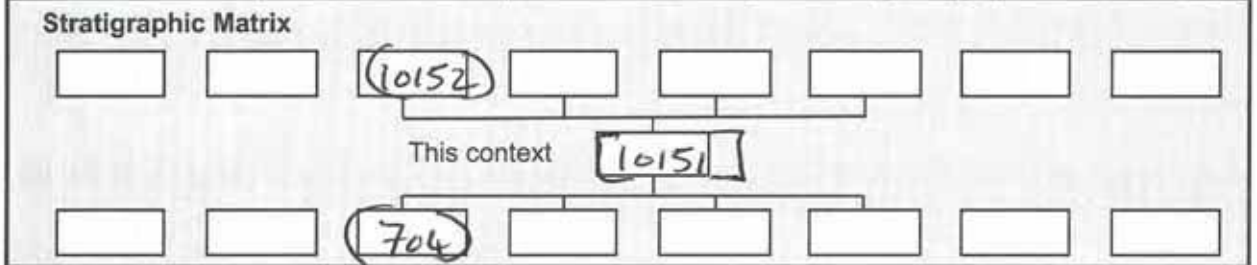 Stratigraphic Matrix
(10152)
This context [10151]
(704)